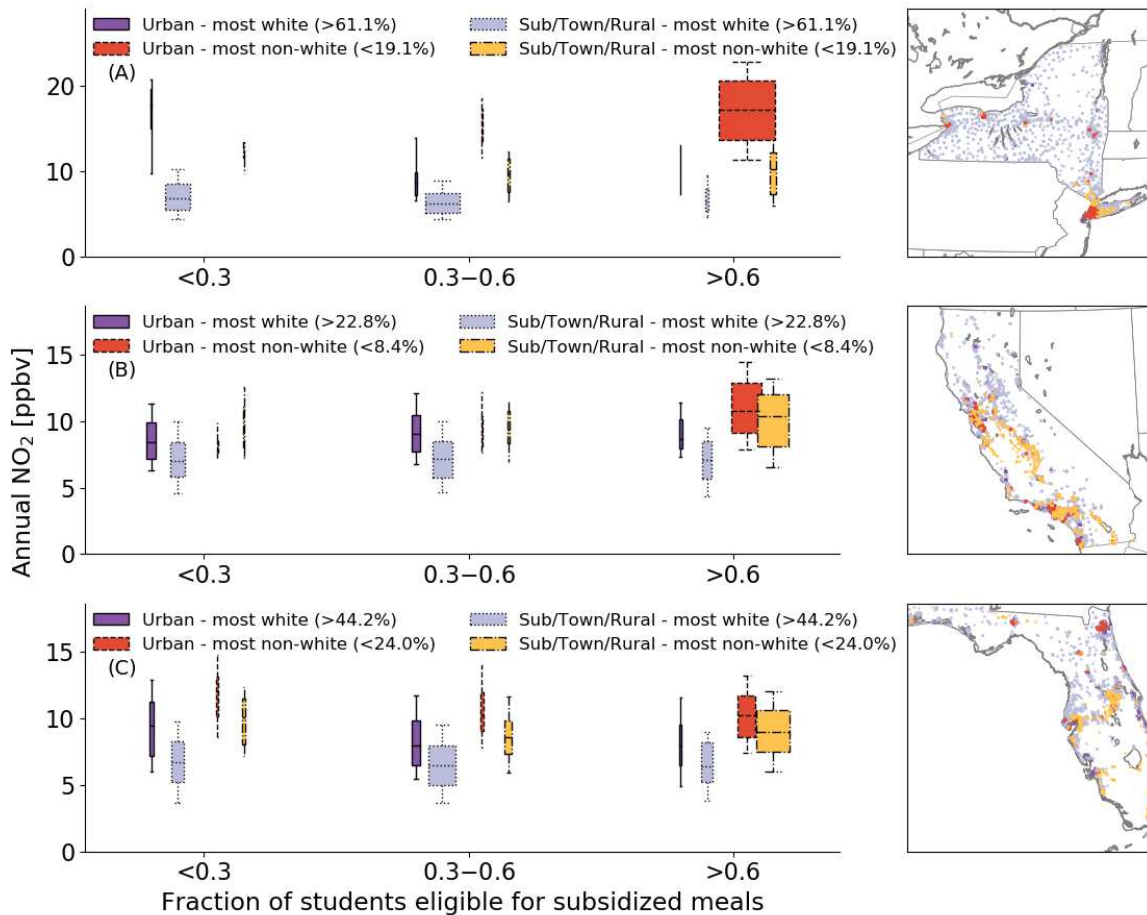 Annual NO₂ [ppbv]
Urban - most white (>61.1%)
Urban - most non-white (<19.1%)
Sub/Town/Rural - most white (>61.1%)
Sub/Town/Rural - most non-white (<19.1%)
(A)
20
10
0
<0.3
0.3−0.6
>0.6
Urban - most white (>22.8%)
Urban - most non-white (<8.4%)
Sub/Town/Rural - most white (>22.8%)
Sub/Town/Rural - most non-white (<8.4%)
(B)
15
10
5
0
<0.3
0.3−0.6
>0.6
Urban - most white (>44.2%)
Urban - most non-white (<24.0%)
Sub/Town/Rural - most white (>44.2%)
Sub/Town/Rural - most non-white (<24.0%)
(C)
15
10
5
0
<0.3
0.3−0.6
>0.6
Fraction of students eligible for subsidized meals